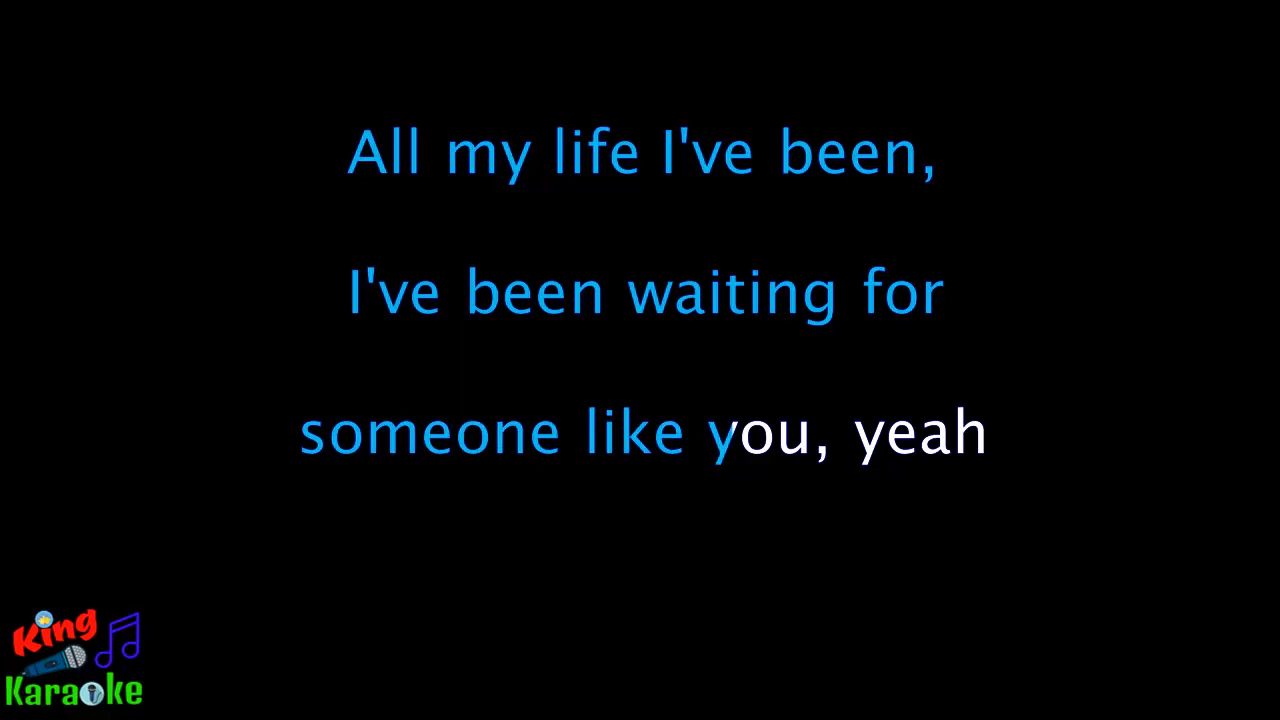 All my life I've been,
I've been waiting for
someone like you, yeah
King
Karaoke